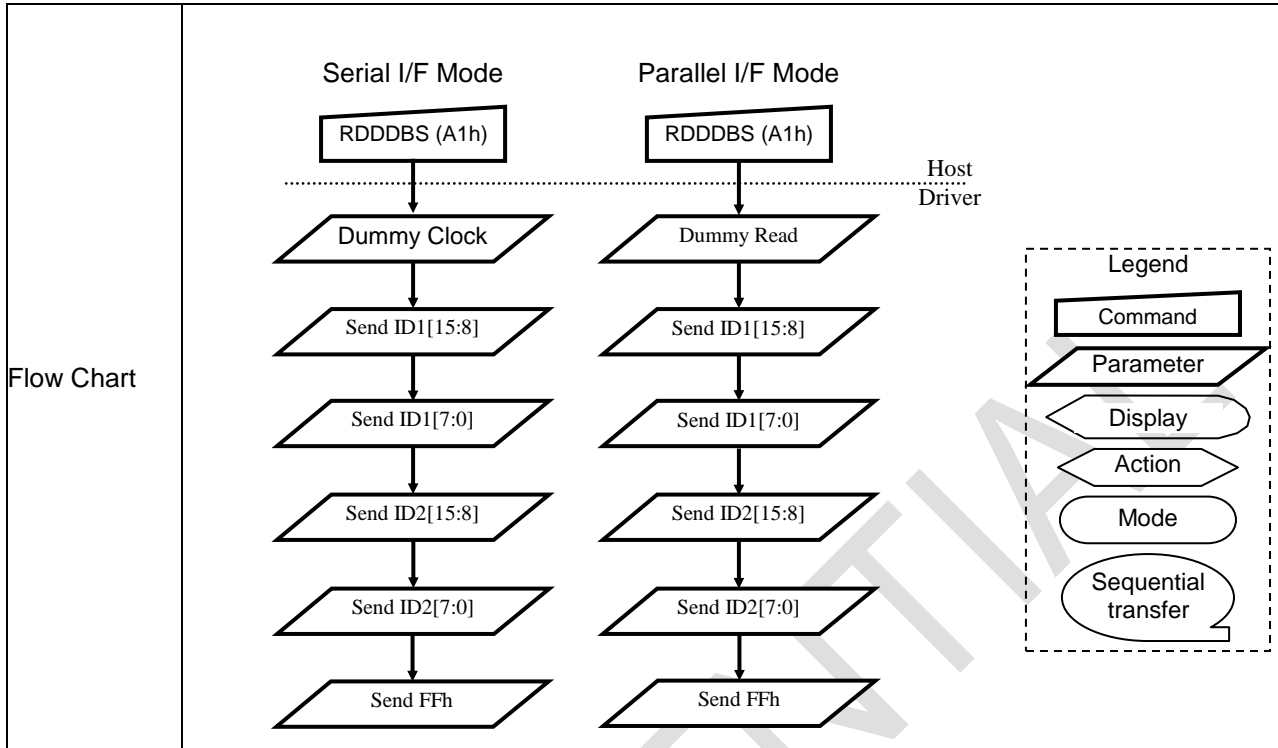 Flow Chart
Serial I/F Mode
Parallel I/F Mode
RDDDBS (A1h)
RDDDBS (A1h)
Host
Driver
Dummy Clock
Dummy Read
Send ID1[15:8]
Send ID1[15:8]
Send ID1[7:0]
Send ID1[7:0]
Send ID2[15:8]
Send ID2[15:8]
Send ID2[7:0]
Send ID2[7:0]
Send FFh
Send FFh
Legend
Command
Parameter
Display
Action
Mode
Sequential
transfer
ENTIAL